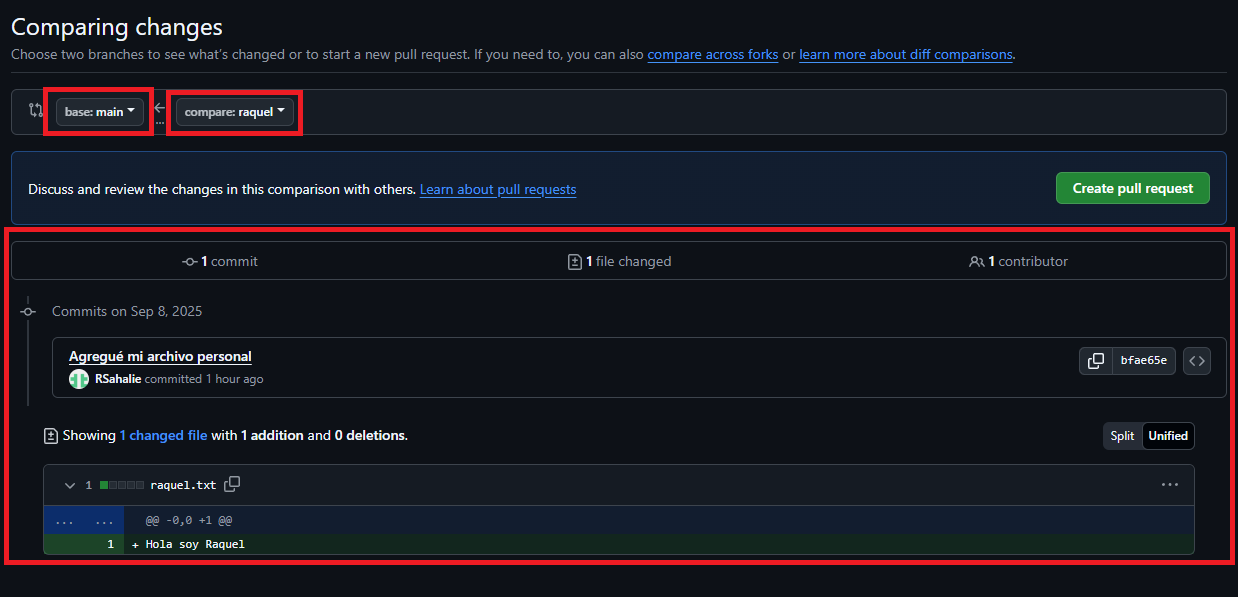 Comparing changes
Choose two branches to see what's changed or to start a new pull request. If you need to, you can also compare across forks or learn more about diff comparisons.
base: main compare: raquel
Discuss and review the changes in this comparison with others. Learn about pull requests
Create pull request
1 commit 1 file changed 1 contributor
Commits on Sep 8, 2025
Agregué mi archivo personal
RSahalie committed 1 hour ago
bfae65e
Showing 1 changed file with 1 addition and 0 deletions.
Split Unified
1 raquel.txt
... ... @@ -0,0 +1 @@
1 + Hola soy Raquel